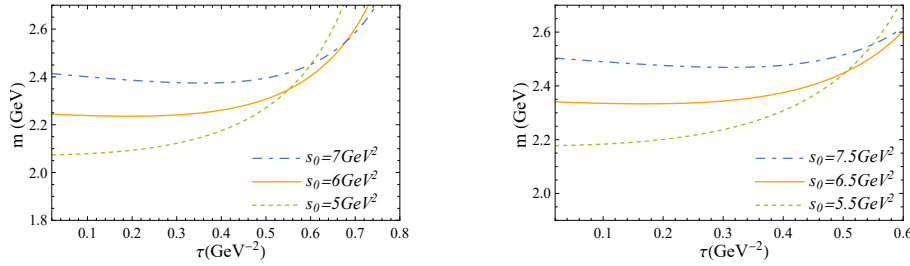 2.6
2.4
2.2
2.0
1.8
m (GeV)
s₀=7GeV²
s₀=6GeV²
s₀=5GeV²
0.1 0.2 0.3 0.4 0.5 0.6 0.7 0.8
τ(GeV⁻²)
2.6
2.4
2.2
2.0
m (GeV)
s₀=7.5GeV²
s₀=6.5GeV²
s₀=5.5GeV²
0.1 0.2 0.3 0.4 0.5 0.6
τ(GeV⁻²)